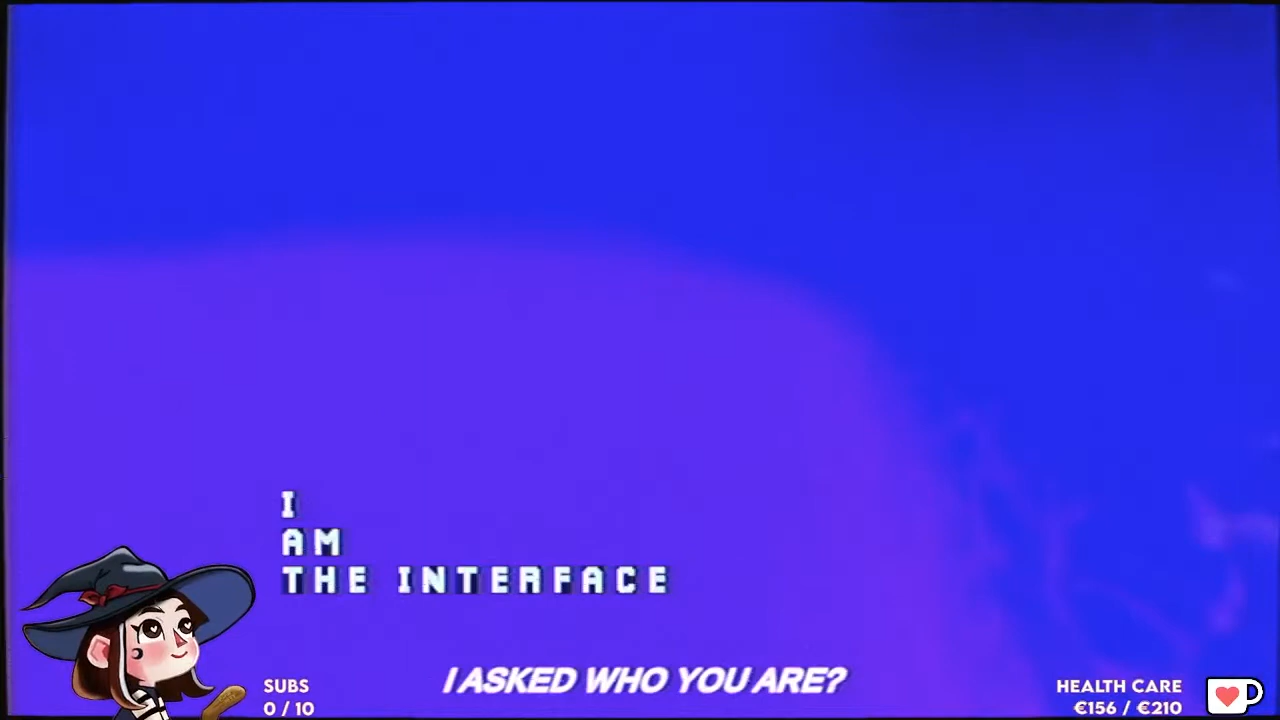 I
AM
THE INTERFACE
I ASKED WHO YOU ARE?
SUBS
0 / 10
HEALTH CARE
€156 / €210